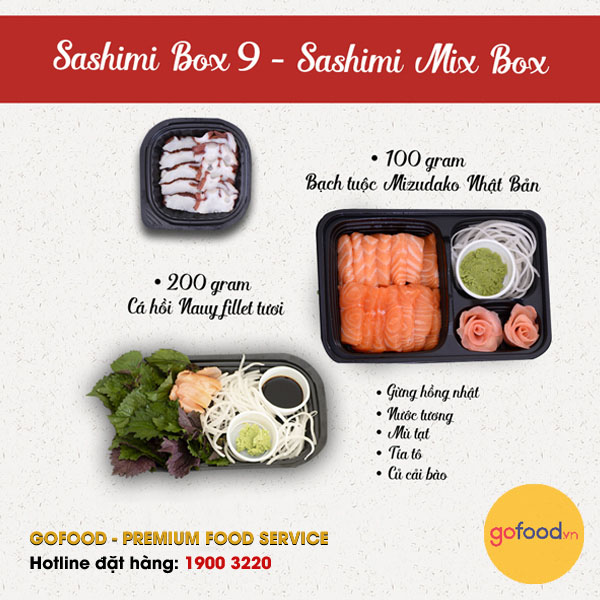 Sashimi Box 9 - Sashimi Mix Box
• 100 gram
Bạch tuộc Mizudako Nhật Bản
• 200 gram
Cá hồi Nauy fillet tươi
• Gừng hồng nhật
• Nước tương
• Mù tạt
• Tía tô
• Củ cải bào
GOFOOD - PREMIUM FOOD SERVICE
Hotline đặt hàng: 1900 3220
gofood.vn